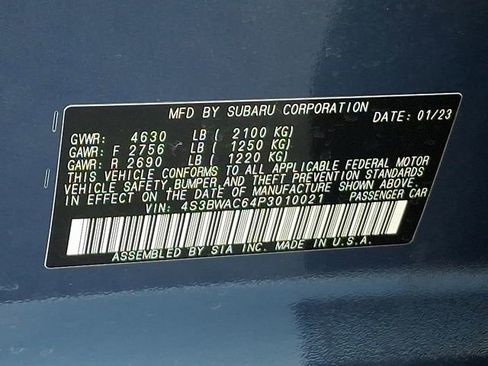 MFD BY SUBARU CORPORATION
DATE: 01/23
GVWR: 4630 LB ( 2100 KG)
GAWR: F 2756 LB ( 1250 KG)
GAWR: R 2690 LB ( 1220 KG)
THIS VEHICLE CONFORMS TO ALL APPLICABLE FEDERAL MOTOR
VEHICLE SAFETY, BUMPER, AND THEFT PREVENTION STANDARDS
IN EFFECT ON THE DATE OF MANUFACTURE SHOWN ABOVE.
VIN: 4S3BWAC64P3010021 PASSENGER CAR
ASSEMBLED BY SIA INC. MADE IN U.S.A.